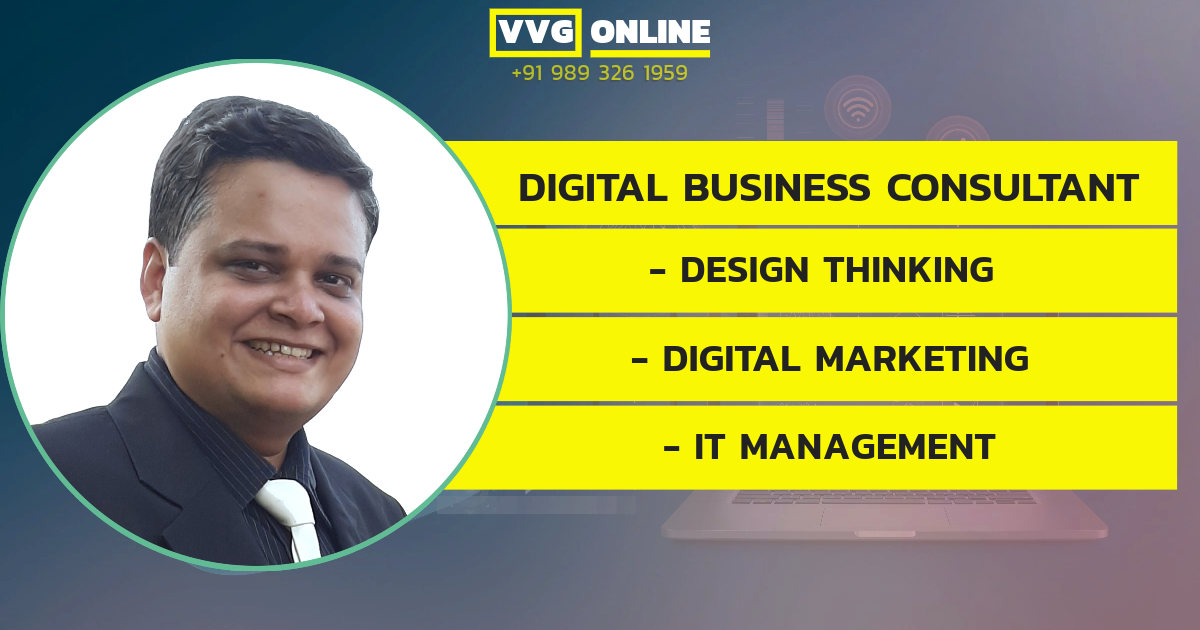 VVG ONLINE
+91 989 326 1959
DIGITAL BUSINESS CONSULTANT
- DESIGN THINKING
- DIGITAL MARKETING
- IT MANAGEMENT